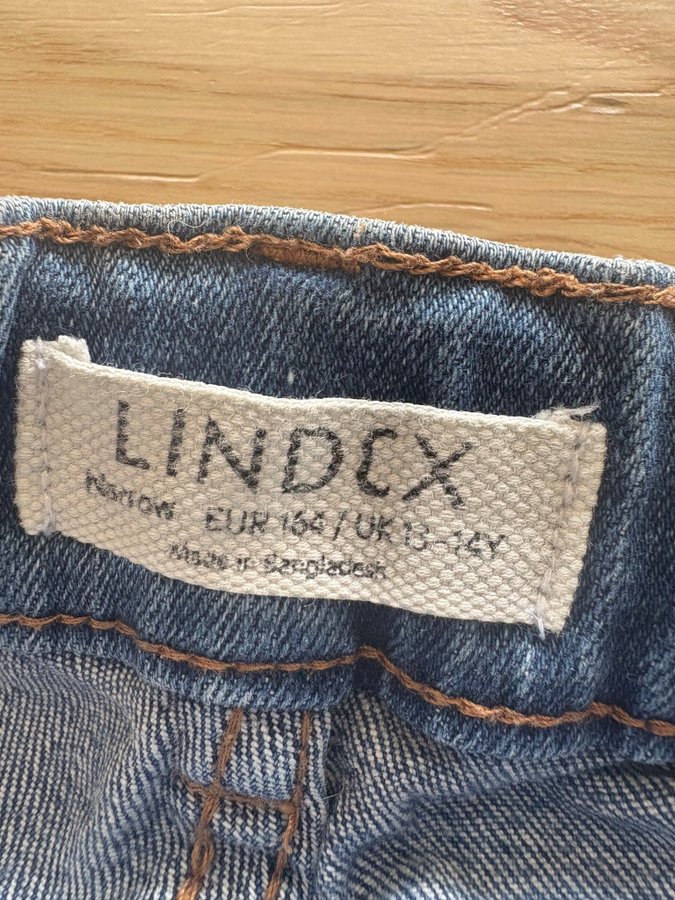 LINDEX
Narrow EUR 164 / UK 13-14Y
Made in Bangladesh